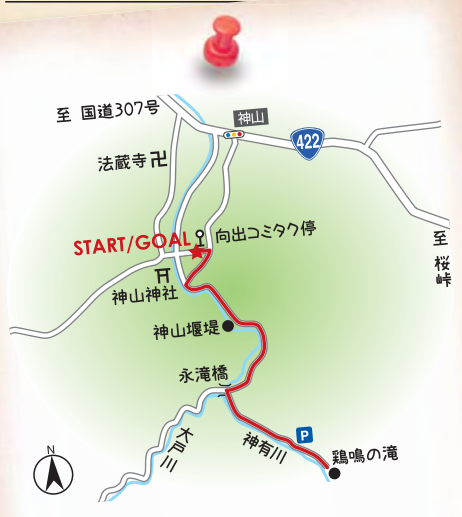 至 国道307号
神山
422
法蔵寺卍
START/GOAL
向出コミタク停
至
桜
峠
神山神社
神山堰堤
永滝橋
大戸川
神有川
P
鶏鳴の滝
N